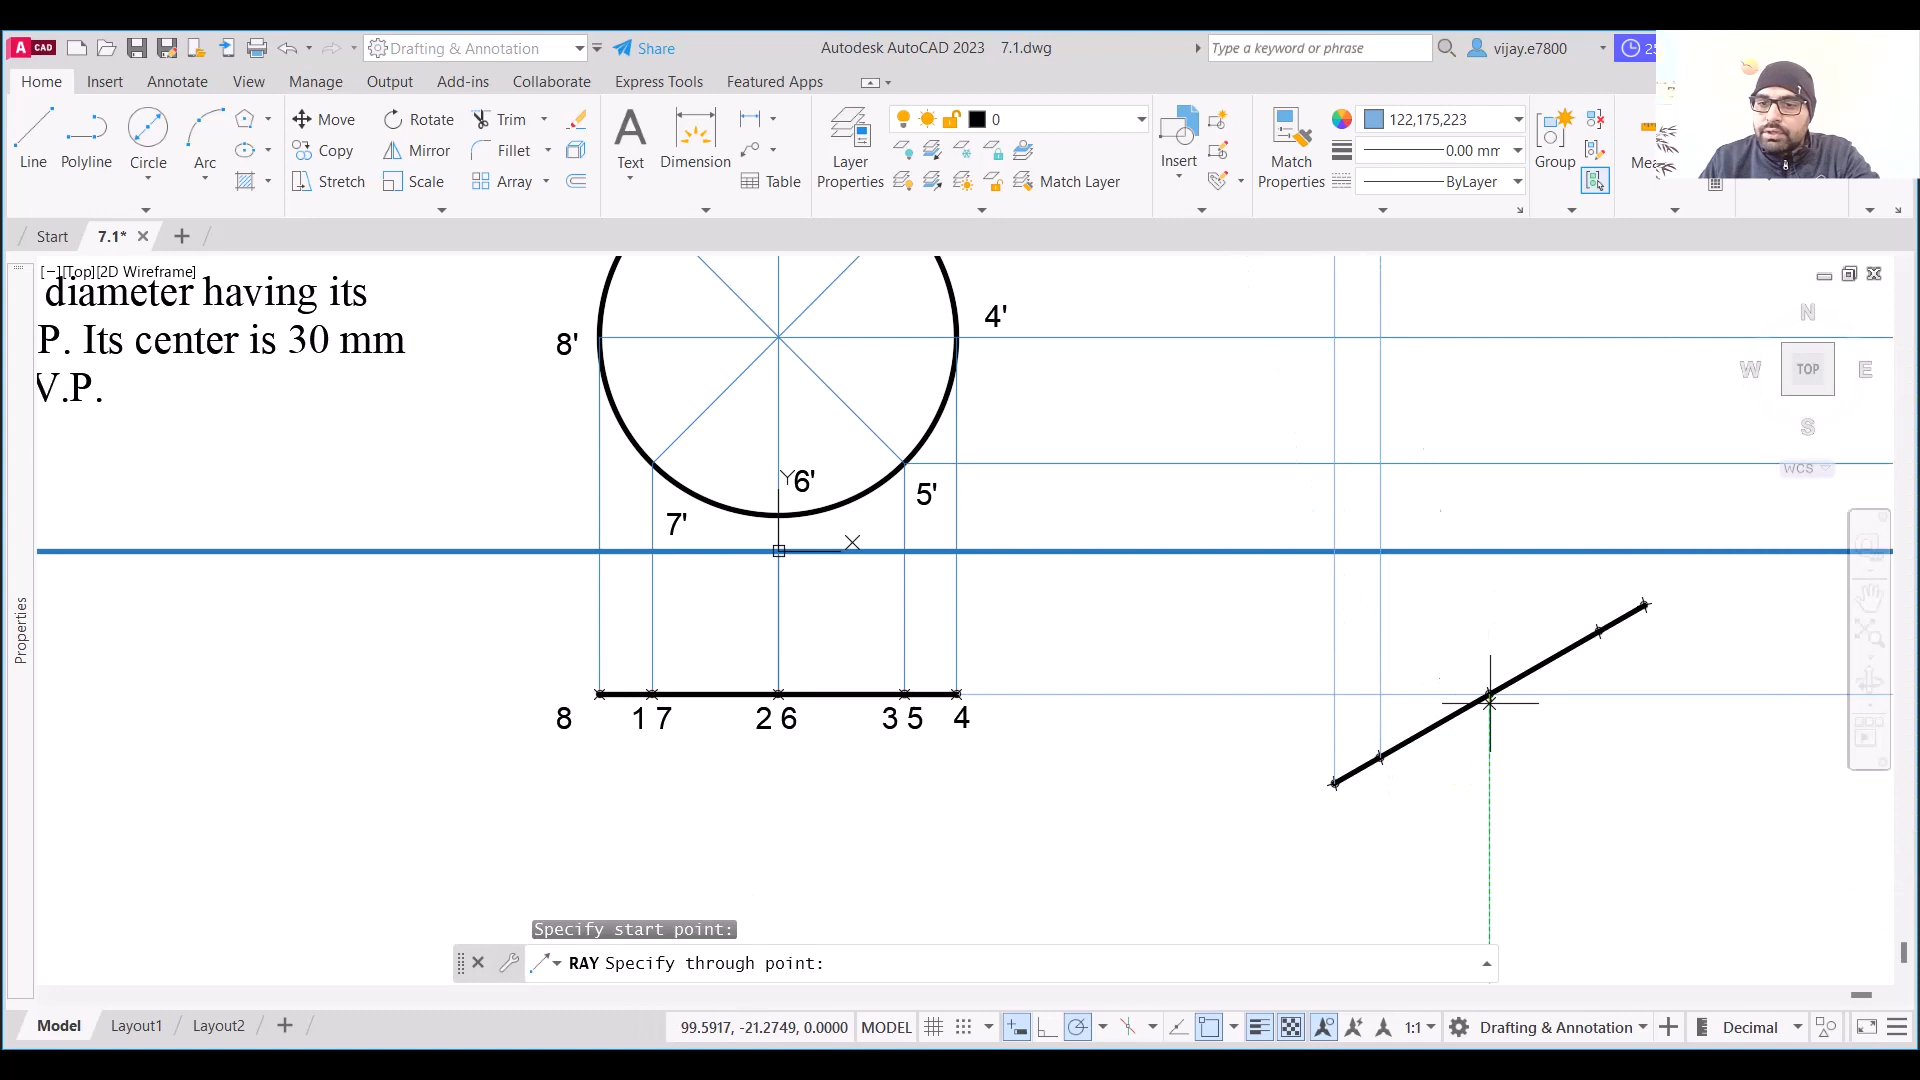 A CAD
Drafting & Annotation
Share
Autodesk AutoCAD 2023 7.1.dwg
Type a keyword or phrase
vijay.e7800
25
Home Insert Annotate View Manage Output Add-ins Collaborate Express Tools Featured Apps
Line Polyline Circle Arc
Move Rotate Trim
Copy Mirror Fillet
Stretch Scale Array
Text Dimension Table
Layer Properties
0
Match Layer
Insert
Match Properties
122,175,223
0.00 mm
ByLayer
Group
Start 7.1*
[−][Top][2D Wireframe]
diameter having its
P. Its center is 30 mm
V.P.
8' 4'
Y 6'
5'
7'
X
8 1 7 2 6 3 5 4
N
W TOP E
S
WCS
Properties
Specify start point:
RAY Specify through point:
Model Layout1 Layout2
99.5917, -21.2749, 0.0000 MODEL
1:1
Drafting & Annotation
Decimal